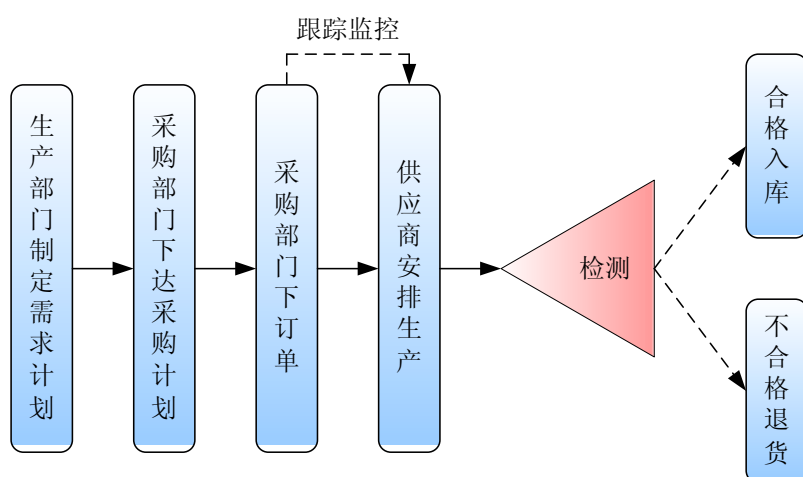 跟踪监控
生产部门制定需求计划
采购部门下达采购计划
采购部门下订单
供应商安排生产
检测
合格入库
不合格退货